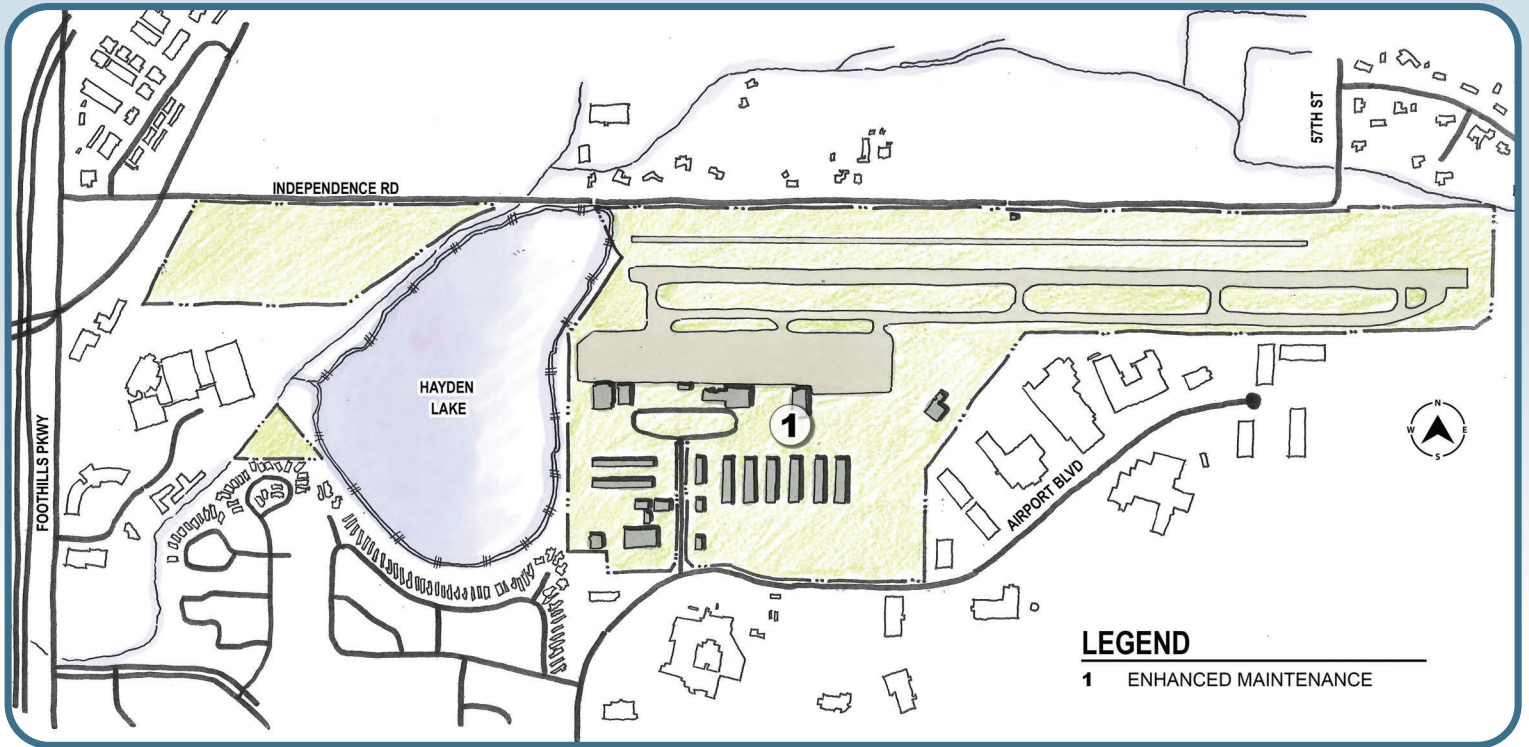 57TH ST
INDEPENDENCE RD
HAYDEN
LAKE
FOOTHILLS PKWY
1
AIRPORT BLVD
N
W E
S
LEGEND
1 ENHANCED MAINTENANCE